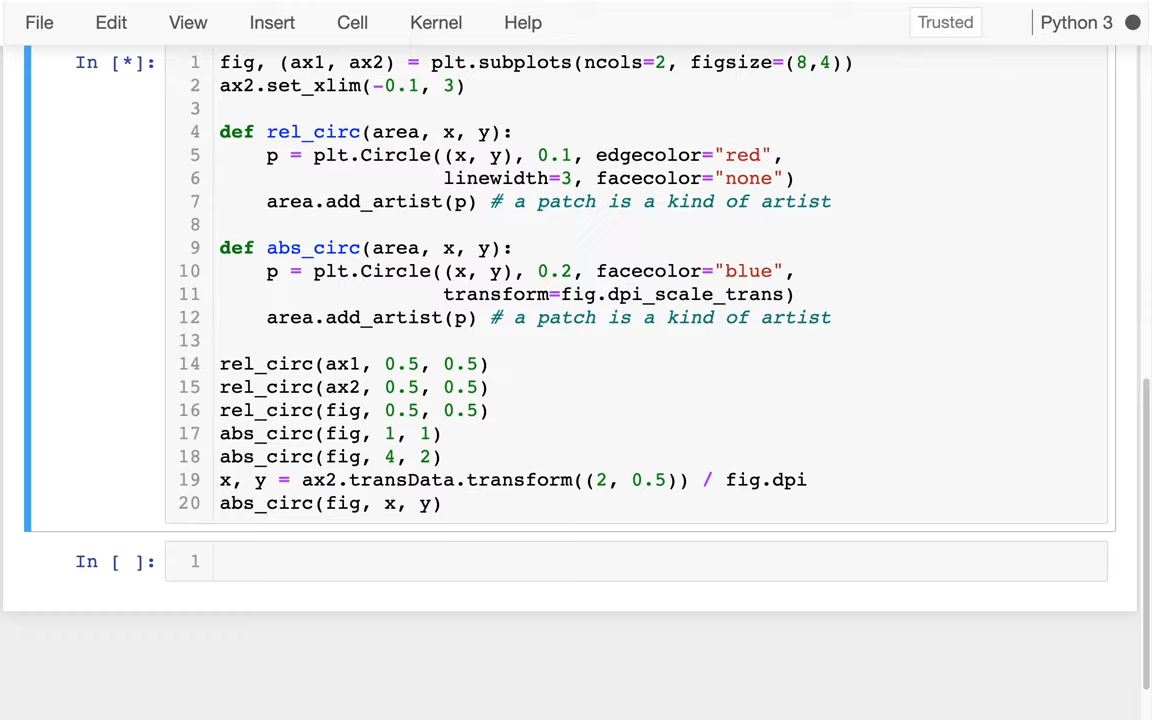 File Edit View Insert Cell Kernel Help Trusted Python 3
In [*]:
1 fig, (ax1, ax2) = plt.subplots(ncols=2, figsize=(8,4))
2 ax2.set_xlim(-0.1, 3)
3
4 def rel_circ(area, x, y):
5     p = plt.Circle((x, y), 0.1, edgecolor="red",
6                    linewidth=3, facecolor="none")
7     area.add_artist(p) # a patch is a kind of artist
8
9 def abs_circ(area, x, y):
10     p = plt.Circle((x, y), 0.2, facecolor="blue",
11                    transform=fig.dpi_scale_trans)
12     area.add_artist(p) # a patch is a kind of artist
13
14 rel_circ(ax1, 0.5, 0.5)
15 rel_circ(ax2, 0.5, 0.5)
16 rel_circ(fig, 0.5, 0.5)
17 abs_circ(fig, 1, 1)
18 abs_circ(fig, 4, 2)
19 x, y = ax2.transData.transform((2, 0.5)) / fig.dpi
20 abs_circ(fig, x, y)
In [ ]: 1